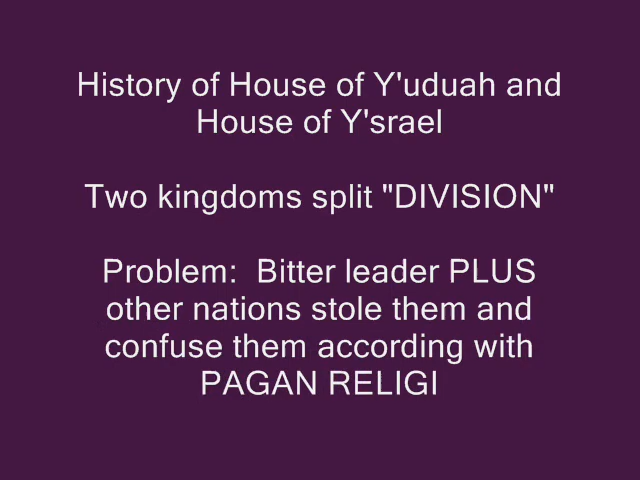 History of House of Y'uduah and
House of Y'srael
Two kingdoms split "DIVISION"
Problem:  Bitter leader PLUS
other nations stole them and
confuse them according with
PAGAN RELIGI